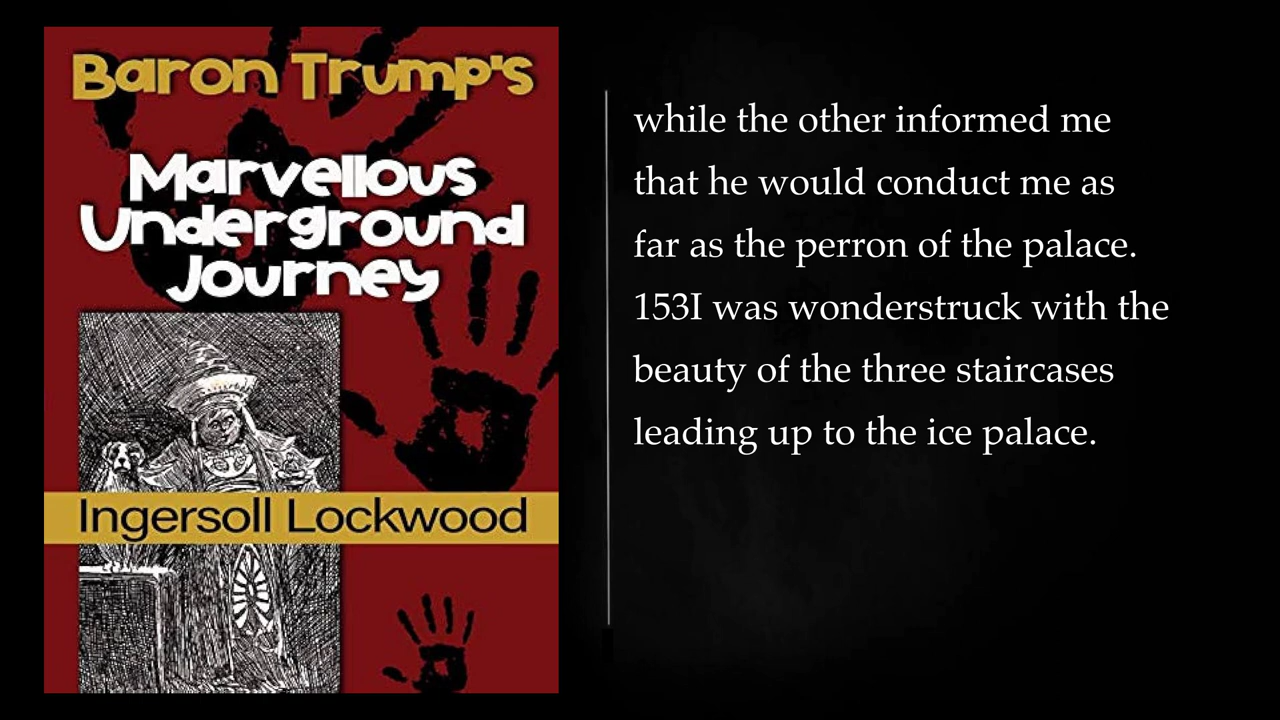 Baron Trump's
Marvellous
Underground
Journey
Ingersoll Lockwood
while the other informed me
that he would conduct me as
far as the perron of the palace.
153I was wonderstruck with the
beauty of the three staircases
leading up to the ice palace.